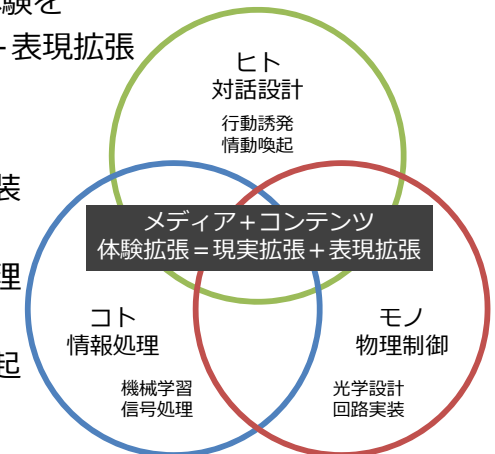 験を
表現拡張
装
理
起
ヒト
対話設計
行動誘発
情動喚起
メディア＋コンテンツ
体験拡張＝現実拡張＋表現拡張
コト
情報処理
機械学習
信号処理
モノ
物理制御
光学設計
回路実装